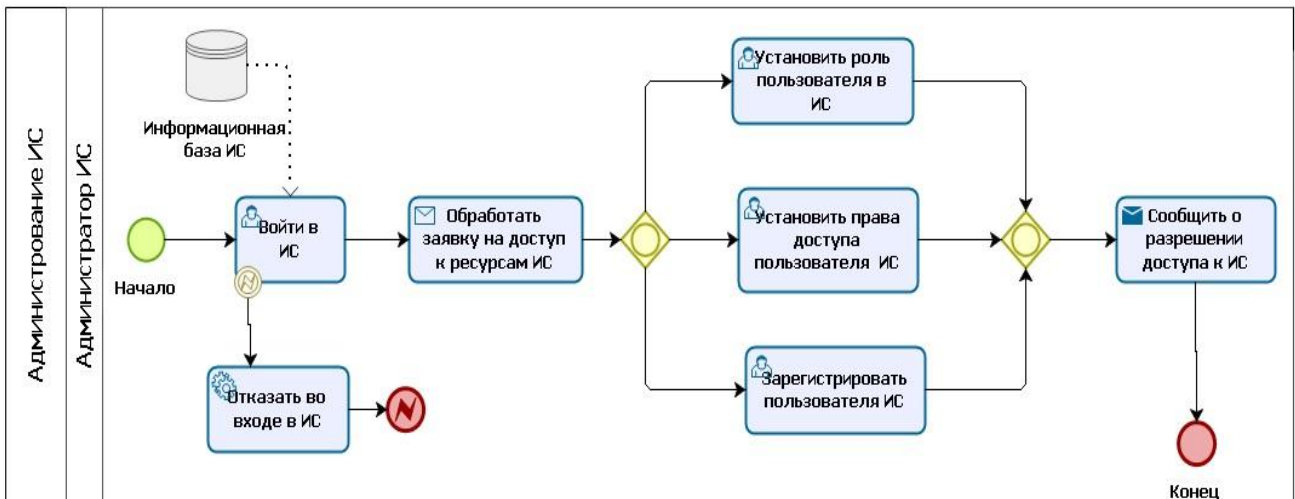 Администрирование ИС
Администратор ИС
Информационная
база ИС
Начало
Войти в
ИС
Отказать во
входе в ИС
Обработать
заявку на доступ
к ресурсам ИС
Установить роль
пользователя в
ИС
Установить права
доступа
пользователя ИС
Зарегистрировать
пользователя ИС
Сообщить о
разрешении
доступа к ИС
Конец